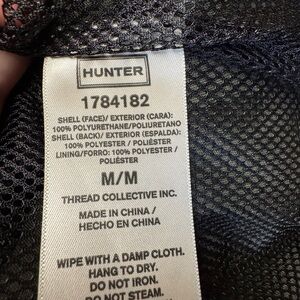 HUNTER
1784182
SHELL (FACE)/ EXTERIOR (CARA):
100% POLYURETHANE/POLIURETANO
SHELL (BACK)/ EXTERIOR (ESPALDA):
100% POLYESTER / POLIÉSTER
LINING/FORRO: 100% POLYESTER /
POLIÉSTER
M/M
THREAD COLLECTIVE INC.
MADE IN CHINA /
HECHO EN CHINA
WIPE WITH A DAMP CLOTH.
HANG TO DRY.
DO NOT IRON.
DO NOT STEAM.